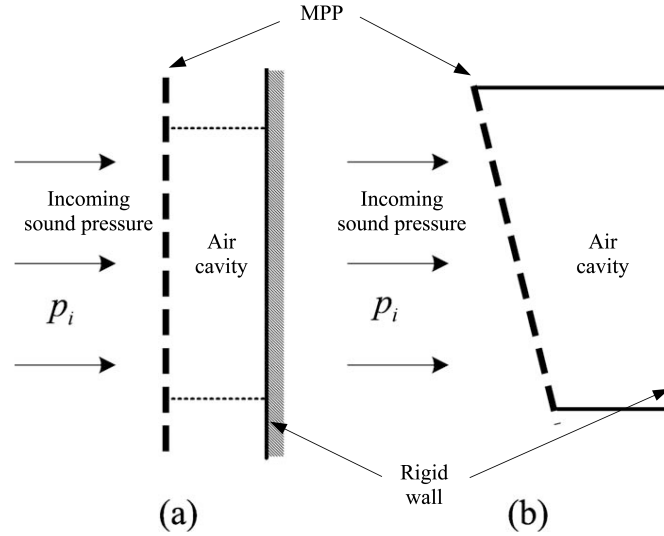 MPP
Incoming
sound pressure
Air
cavity
p_i
Incoming
sound pressure
Air
cavity
p_i
Rigid
wall
(a)
(b)